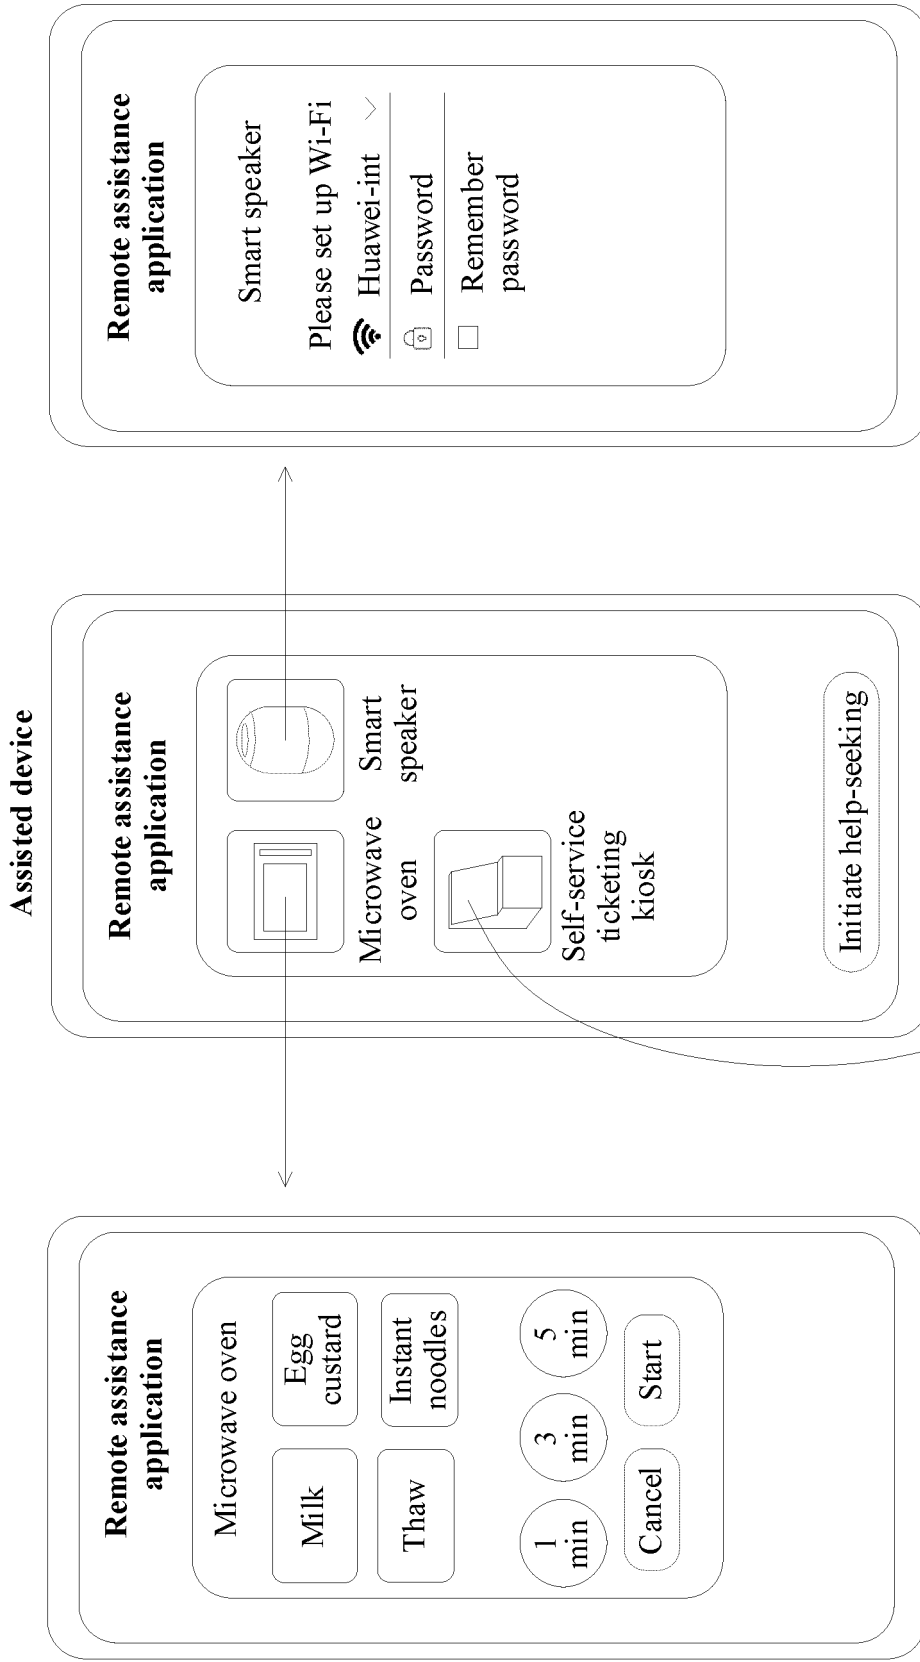 Assisted device
Remote assistance
application
Microwave oven
Milk
Egg
custard
Thaw
Instant
noodles
1
min
3
min
5
min
Cancel
Start
Remote assistance
application
Microwave
oven
Smart
speaker
Self-service
ticketing
kiosk
Initiate help-seeking
Remote assistance
application
Smart speaker
Please set up Wi-Fi
Huawei-int
Password
Remember
password